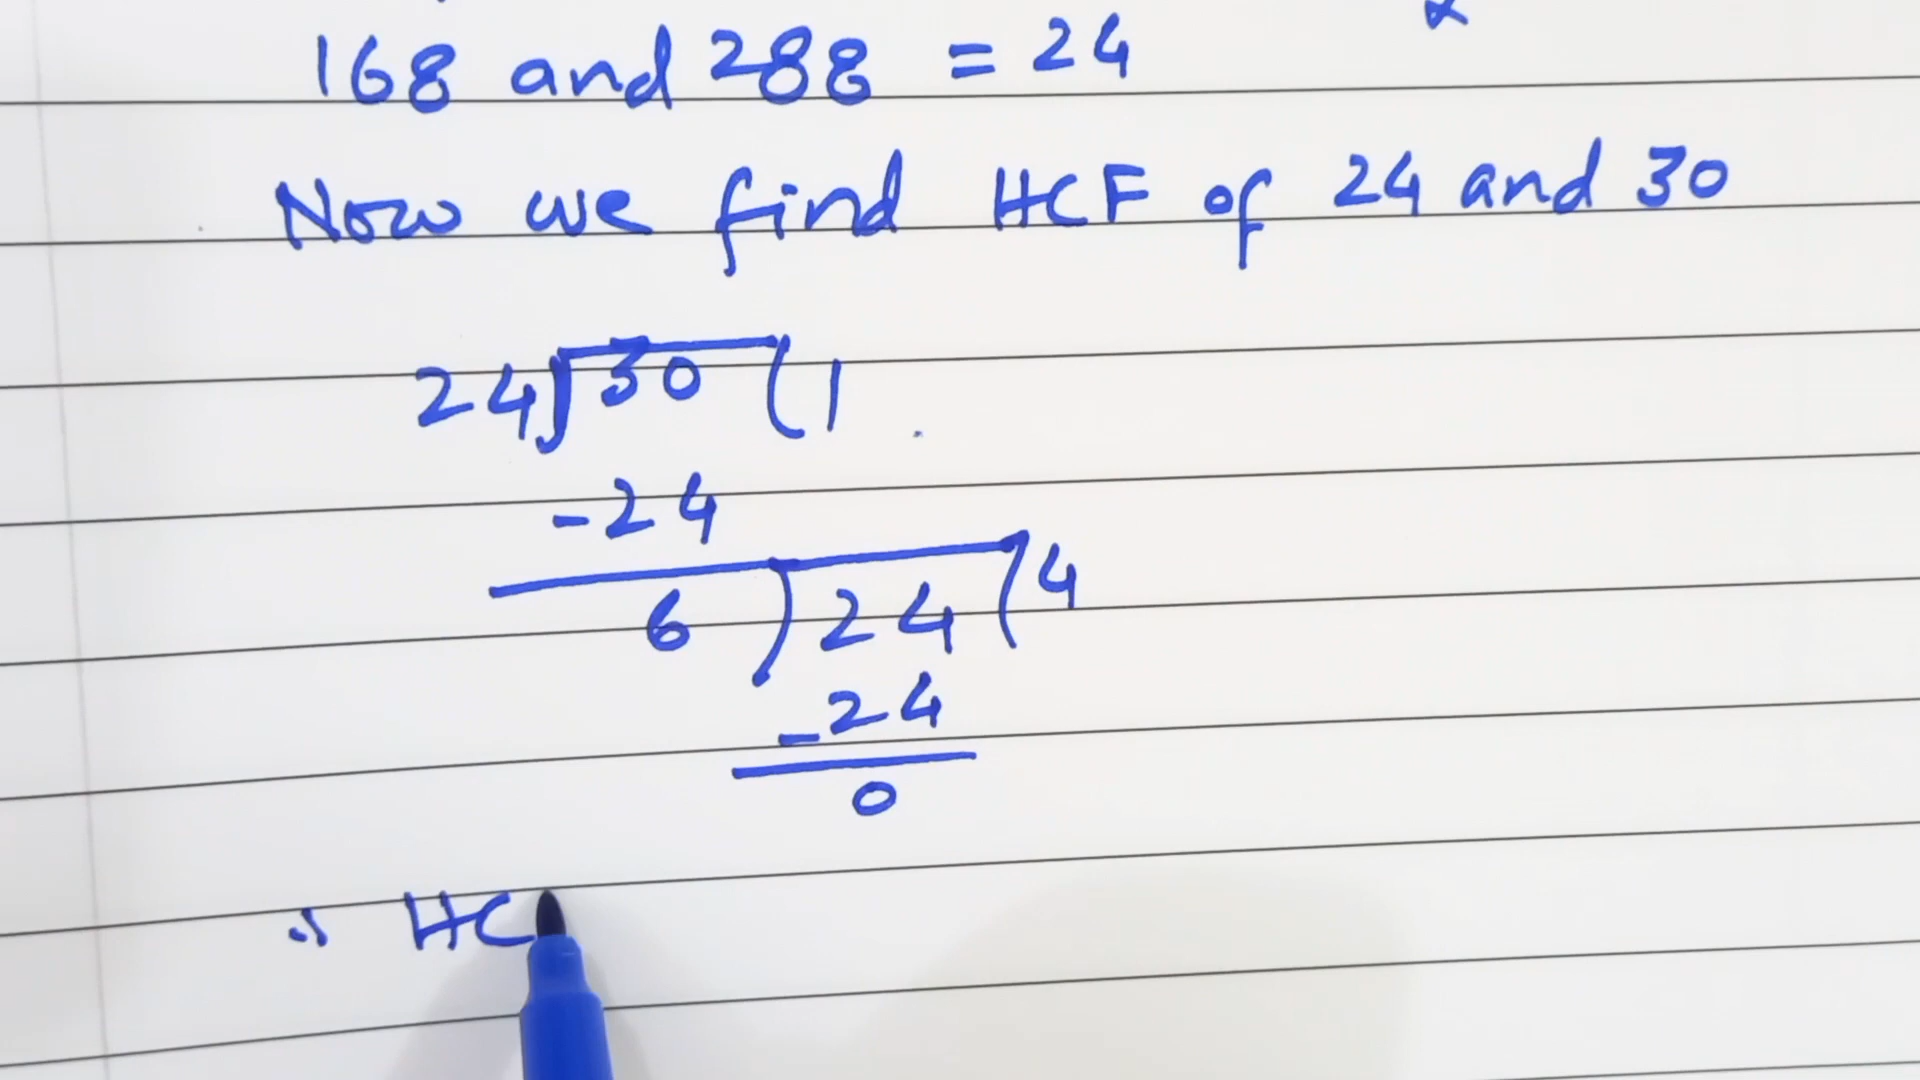 168 and 288 = 24
Now we find HCF of 24 and 30
24)30(1
-24
6)24(4
-24
0
∴ HC